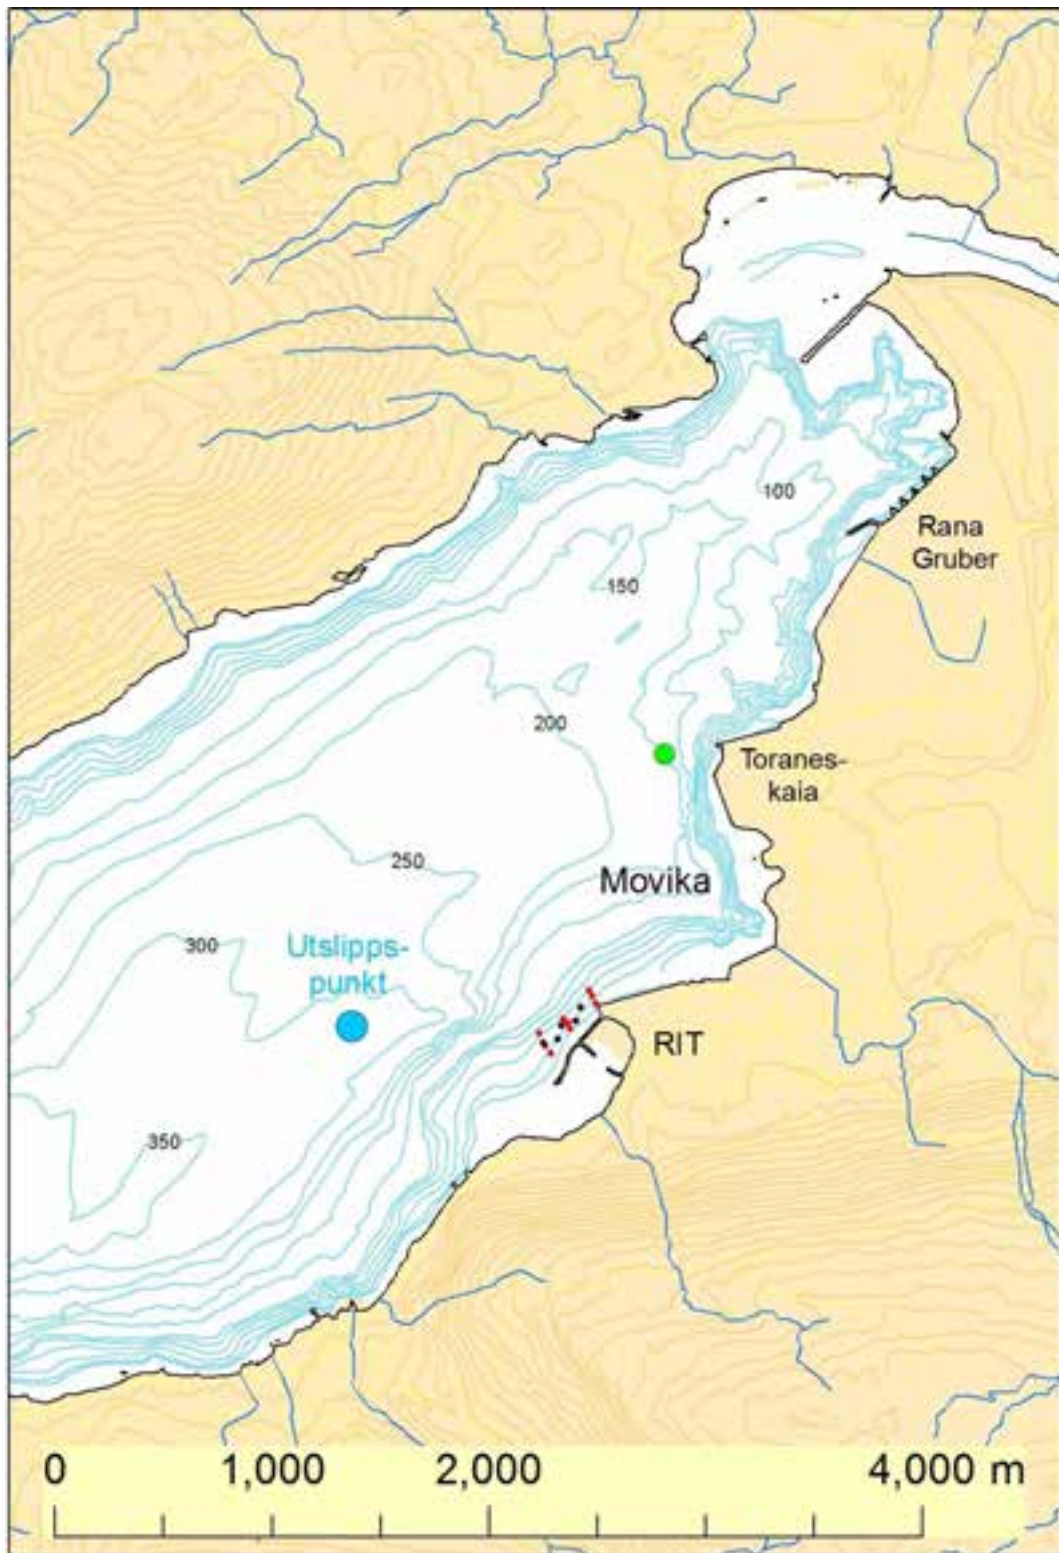 100
Rana
Gruber
150
200
Toranes-
kaia
250
Movika
300
Utslipps-
punkt
RIT
350
0 1,000 2,000 4,000 m